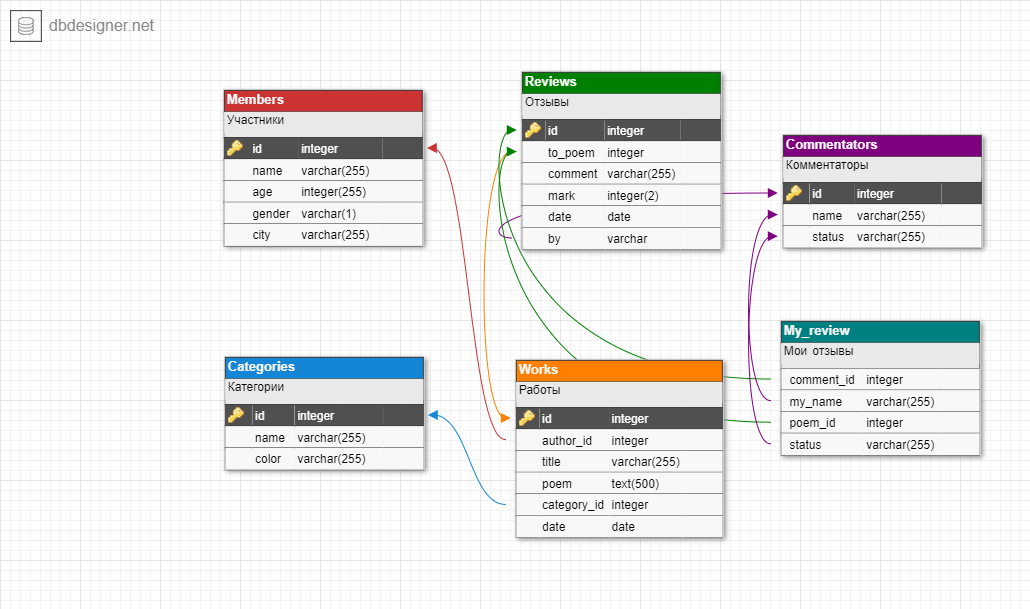 dbdesigner.net
Members
Участники
id integer
name varchar(255)
age integer(255)
gender varchar(1)
city varchar(255)
Reviews
Отзывы
id integer
to_poem integer
comment varchar(255)
mark integer(2)
date date
by varchar
Commentators
Комментаторы
id integer
name varchar(255)
status varchar(255)
Categories
Категории
id integer
name varchar(255)
color varchar(255)
Works
Работы
id integer
author_id integer
title varchar(255)
poem text(500)
category_id integer
date date
My_review
Мои отзывы
comment_id integer
my_name varchar(255)
poem_id integer
status varchar(255)